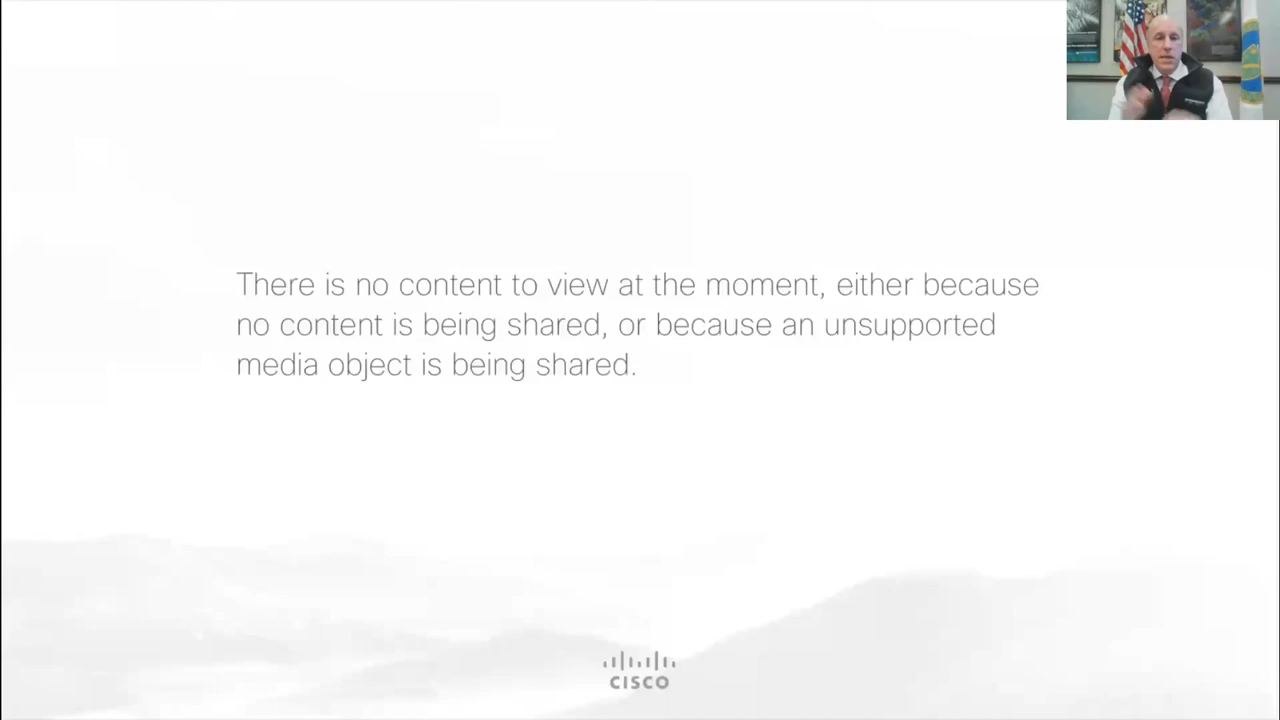 There is no content to view at the moment, either because
no content is being shared, or because an unsupported
media object is being shared.
CISCO